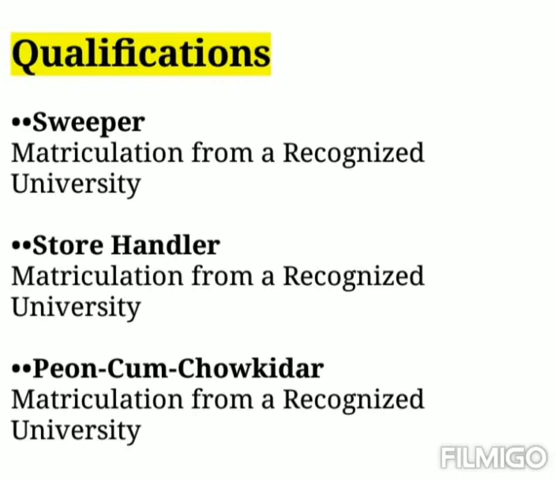 Qualifications
••Sweeper
Matriculation from a Recognized
University
••Store Handler
Matriculation from a Recognized
University
••Peon-Cum-Chowkidar
Matriculation from a Recognized
University
FILMIGO